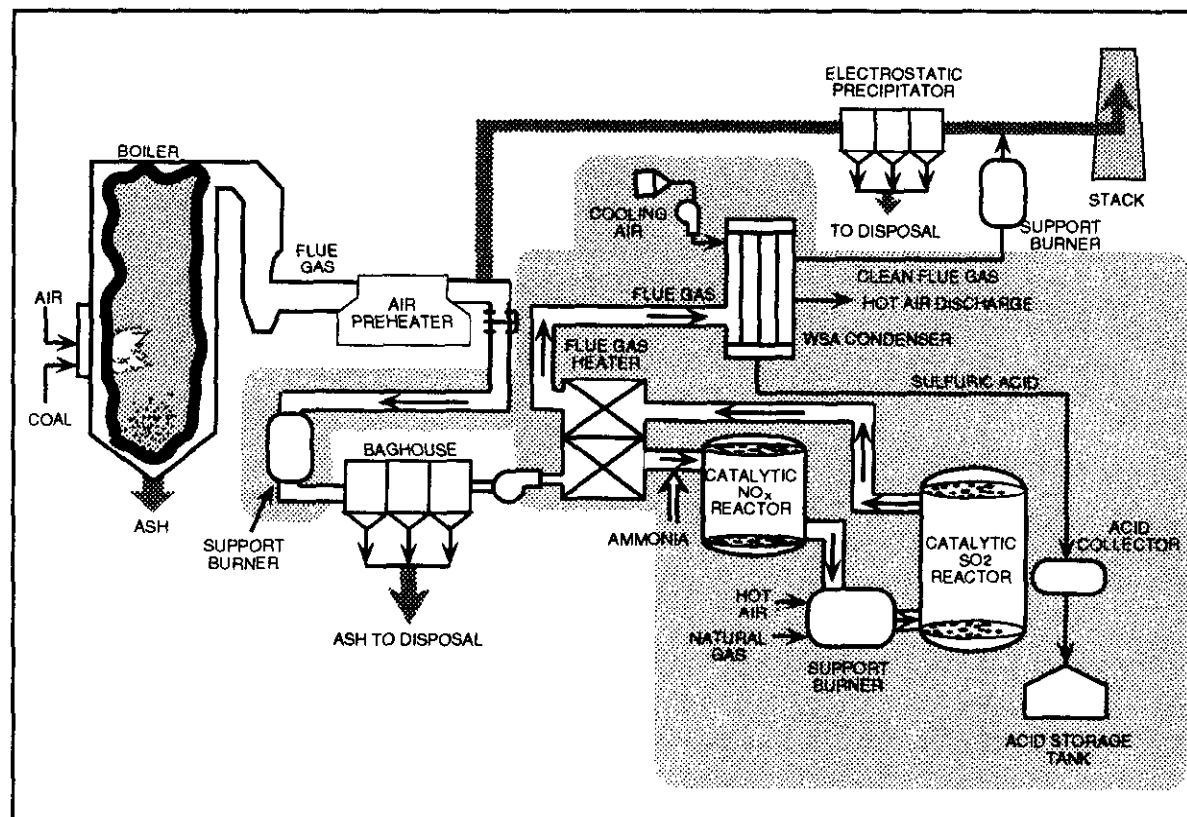 ELECTROSTATIC
PRECIPITATOR
BOILER
STACK
COOLING
AIR
TO DISPOSAL
SUPPORT
BURNER
FLUE
GAS
CLEAN FLUE GAS
AIR
FLUE GAS
HOT AIR DISCHARGE
AIR
PREHEATER
WSA CONDENSER
FLUE GAS
HEATER
SULFURIC ACID
COAL
BAGHOUSE
CATALYTIC
NOx
REACTOR
ASH
SUPPORT
BURNER
AMMONIA
CATALYTIC
SO2
REACTOR
ACID
COLLECTOR
HOT
AIR
ASH TO DISPOSAL
NATURAL
GAS
SUPPORT
BURNER
ACID STORAGE
TANK